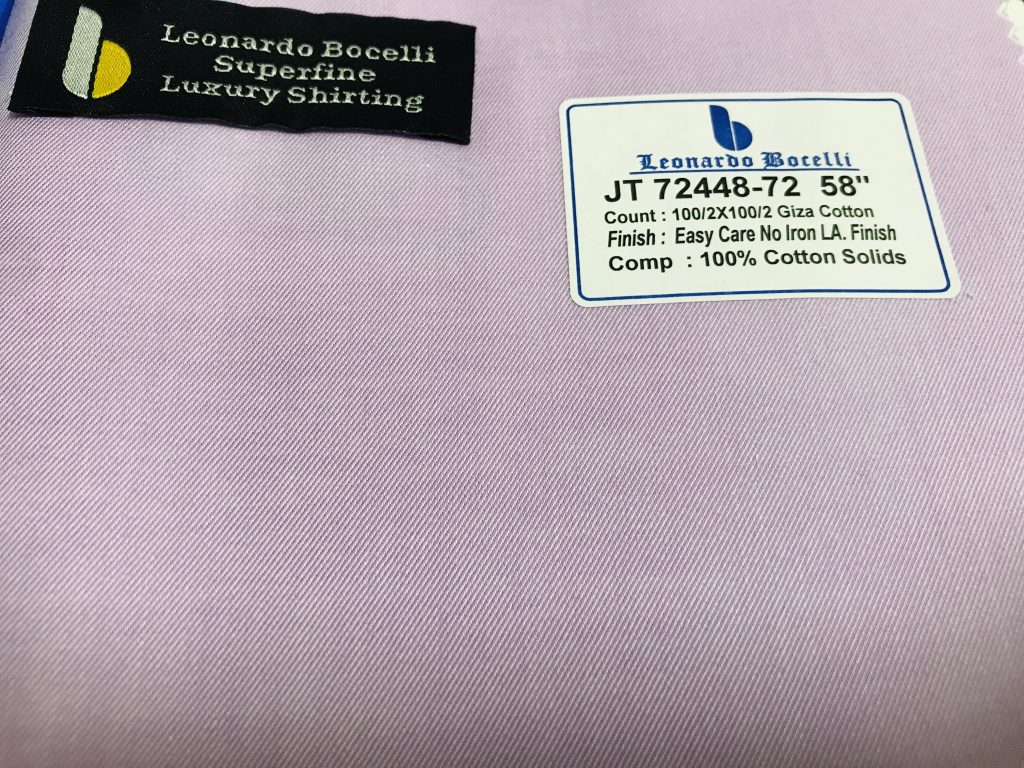 Leonardo Bocelli
Superfine
Luxury Shirting
b
Leonardo Bocelli
JT 72448-72 58"
Count : 100/2X100/2 Giza Cotton
Finish : Easy Care No Iron LA. Finish
Comp : 100% Cotton Solids